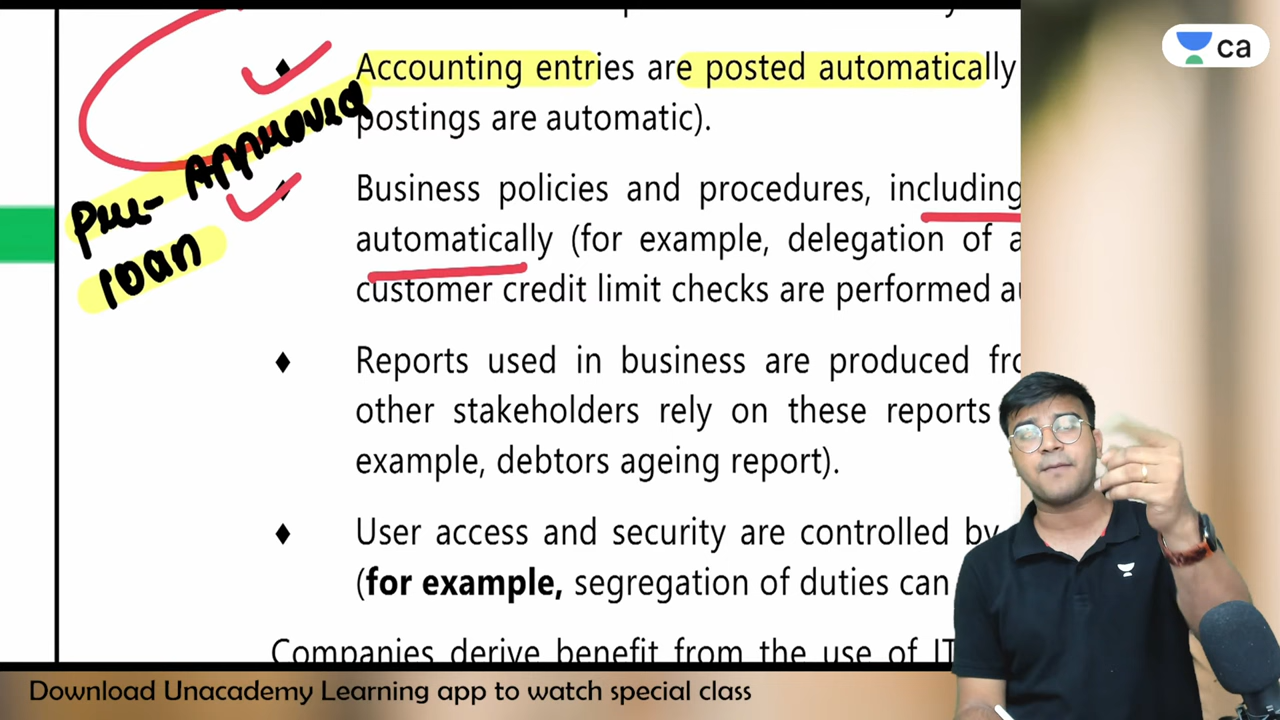 ca
Accounting entries are posted automatically
postings are automatic).
Pre- Approved
loan
Business policies and procedures, including
automatically (for example, delegation of a
customer credit limit checks are performed au
Reports used in business are produced fro
other stakeholders rely on these reports
example, debtors ageing report).
User access and security are controlled by
(for example, segregation of duties can
Companies derive benefit from the use of IT
Download Unacademy Learning app to watch special class